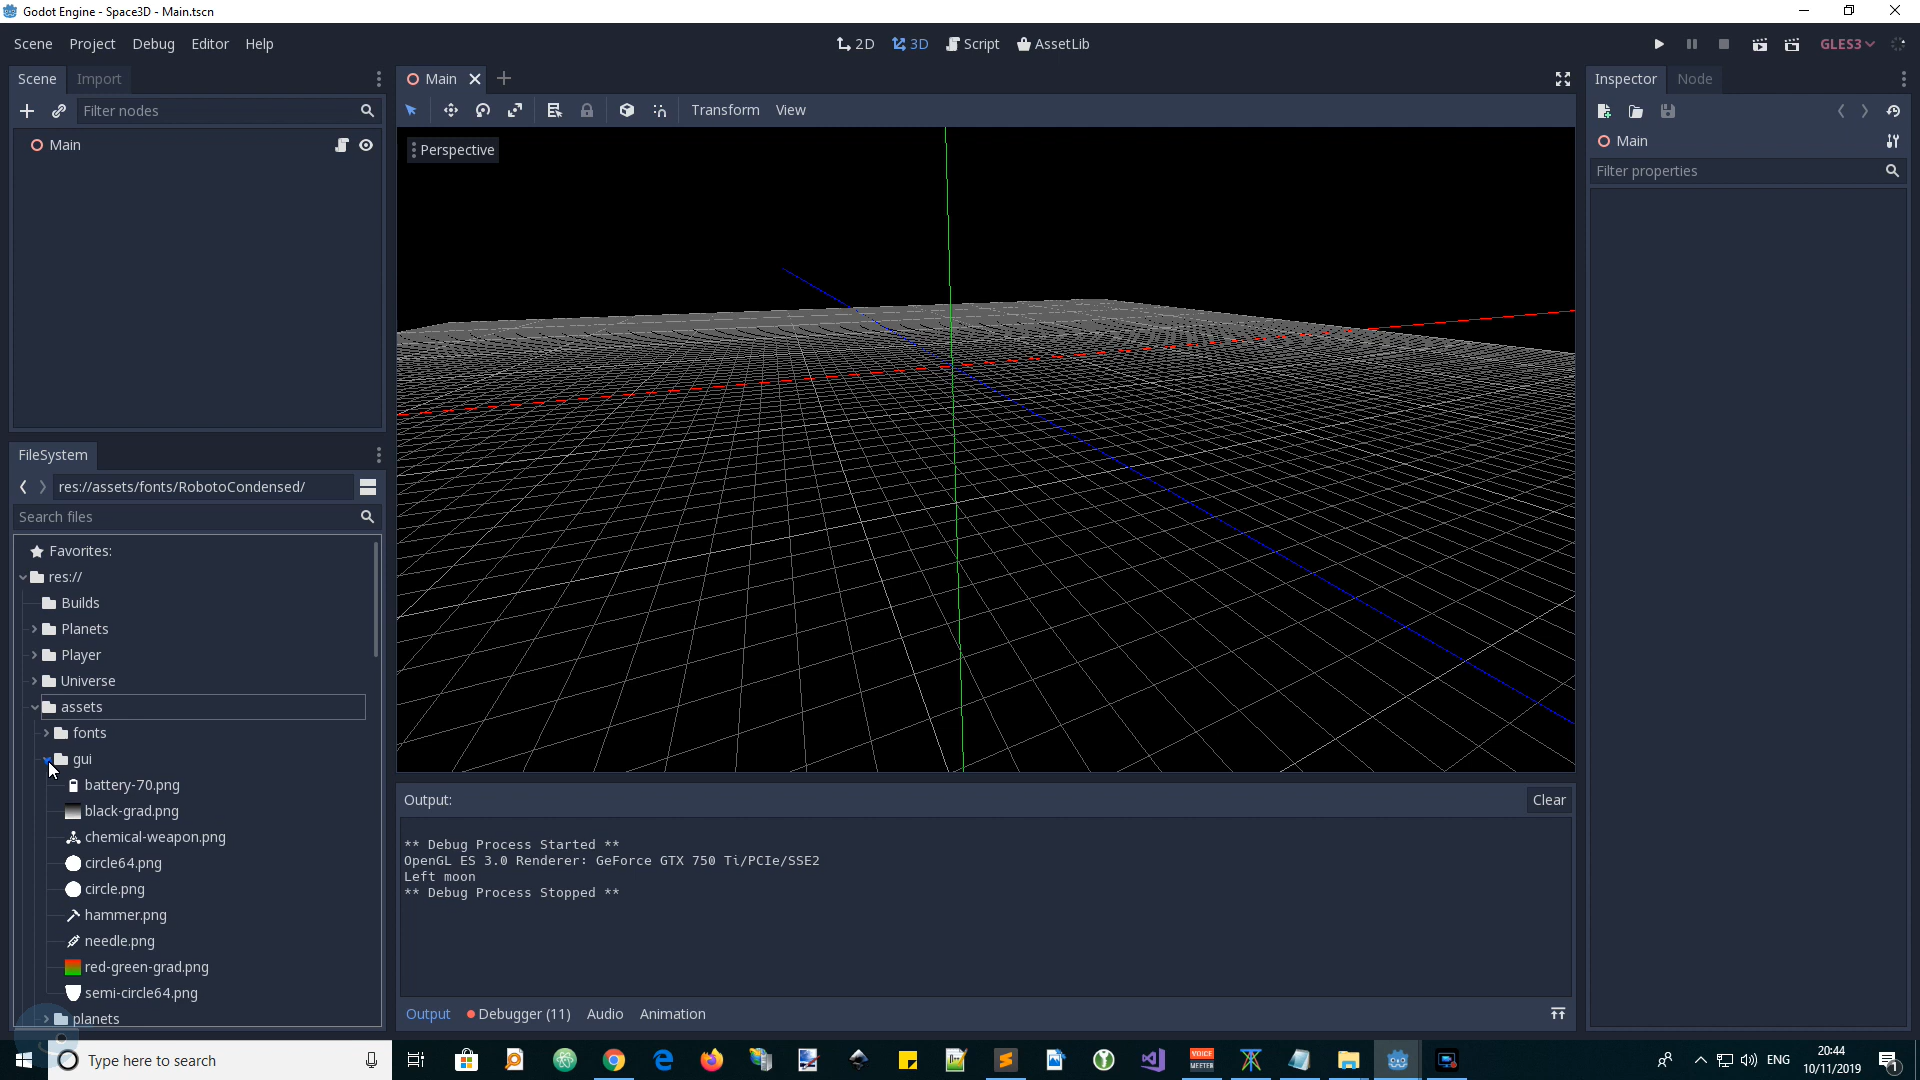 Godot Engine - Space3D - Main.tscn
Scene Project Debug Editor Help
2D 3D Script AssetLib
GLES3
Scene Import
Main
Inspector Node
Filter nodes
Transform View
Main
Perspective
Main
Filter properties
FileSystem
res://assets/fonts/RobotoCondensed/
Search files
Favorites:
res://
Builds
Planets
Player
Universe
assets
fonts
gui
battery-70.png
black-grad.png
chemical-weapon.png
circle64.png
circle.png
hammer.png
needle.png
red-green-grad.png
semi-circle64.png
planets
Output:
Clear
** Debug Process Started **
OpenGL ES 3.0 Renderer: GeForce GTX 750 Ti/PCIe/SSE2
Left moon
** Debug Process Stopped **
Output Debugger (11) Audio Animation
Type here to search
VOICE
MEETER
ENG
20:44
10/11/2019
1